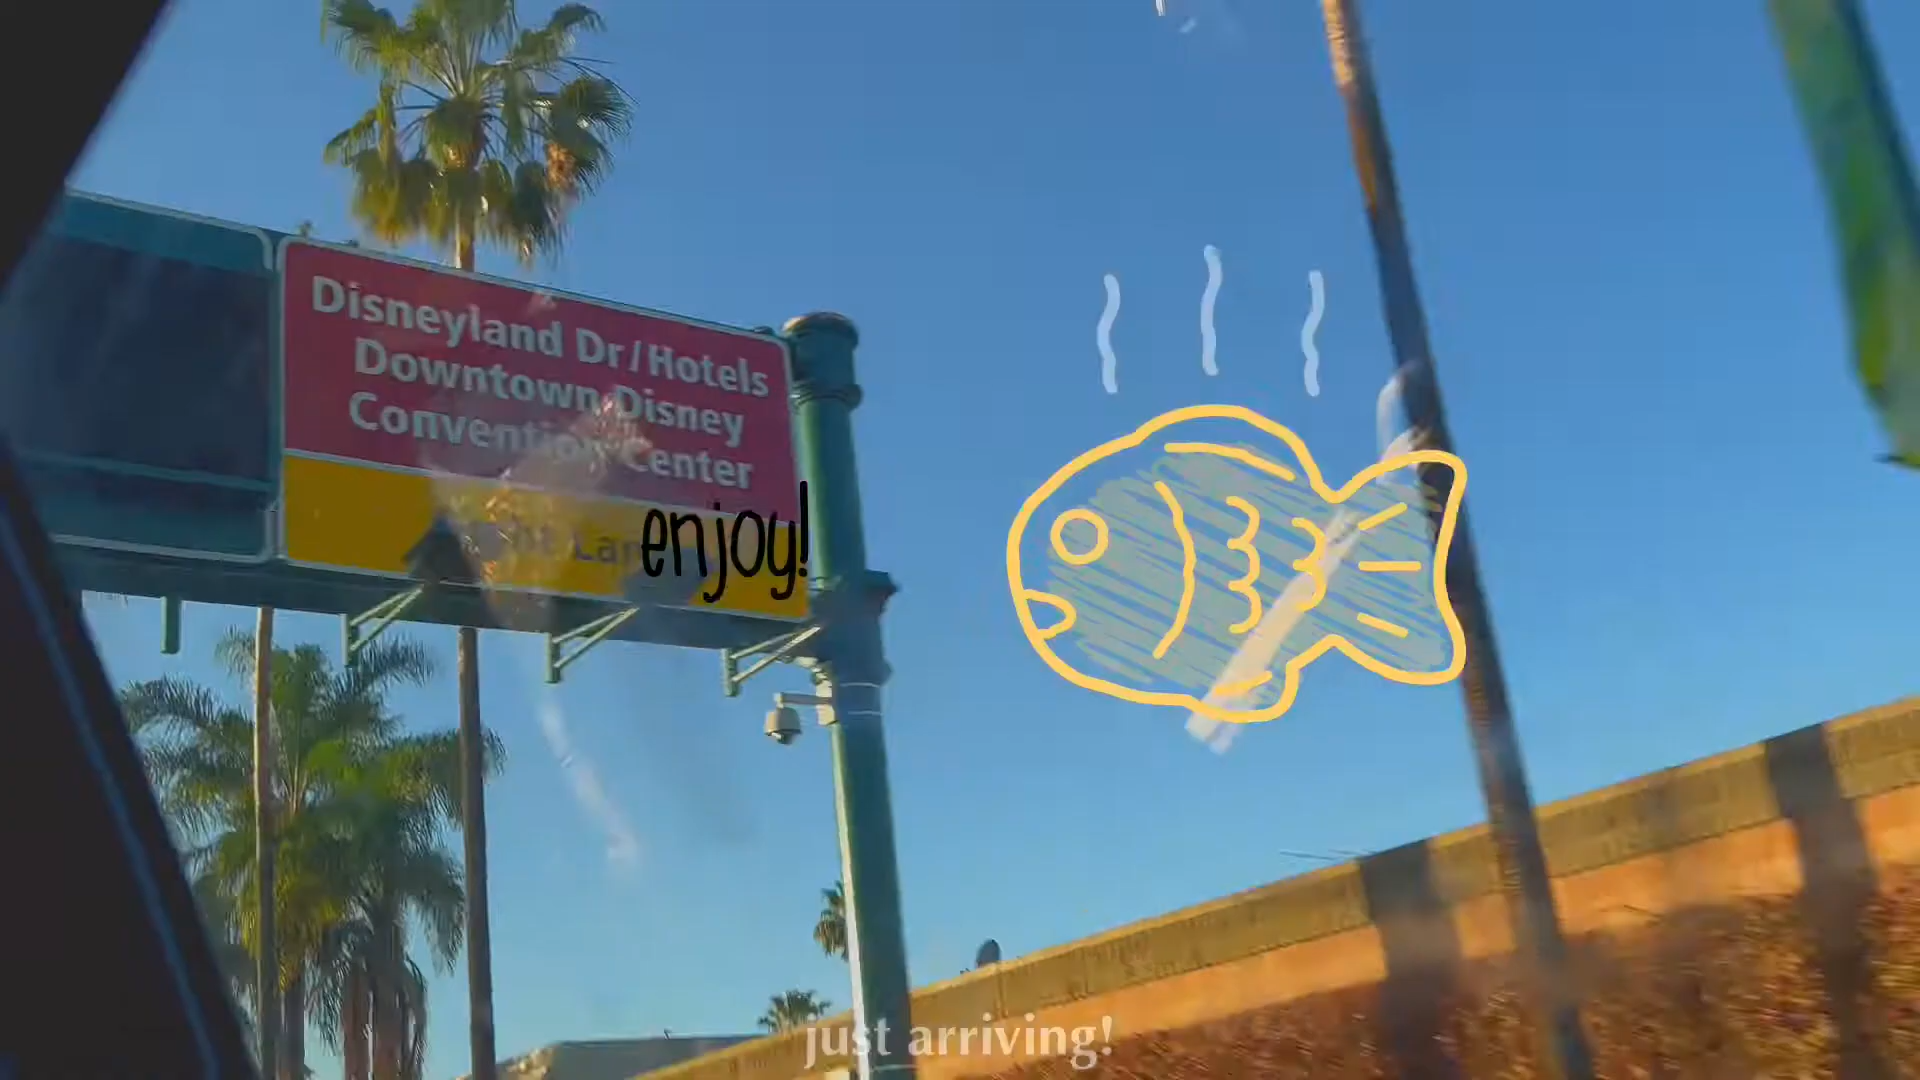 Disneyland Dr/Hotels
Downtown Disney
Convention Center
enjoy!
just arriving!